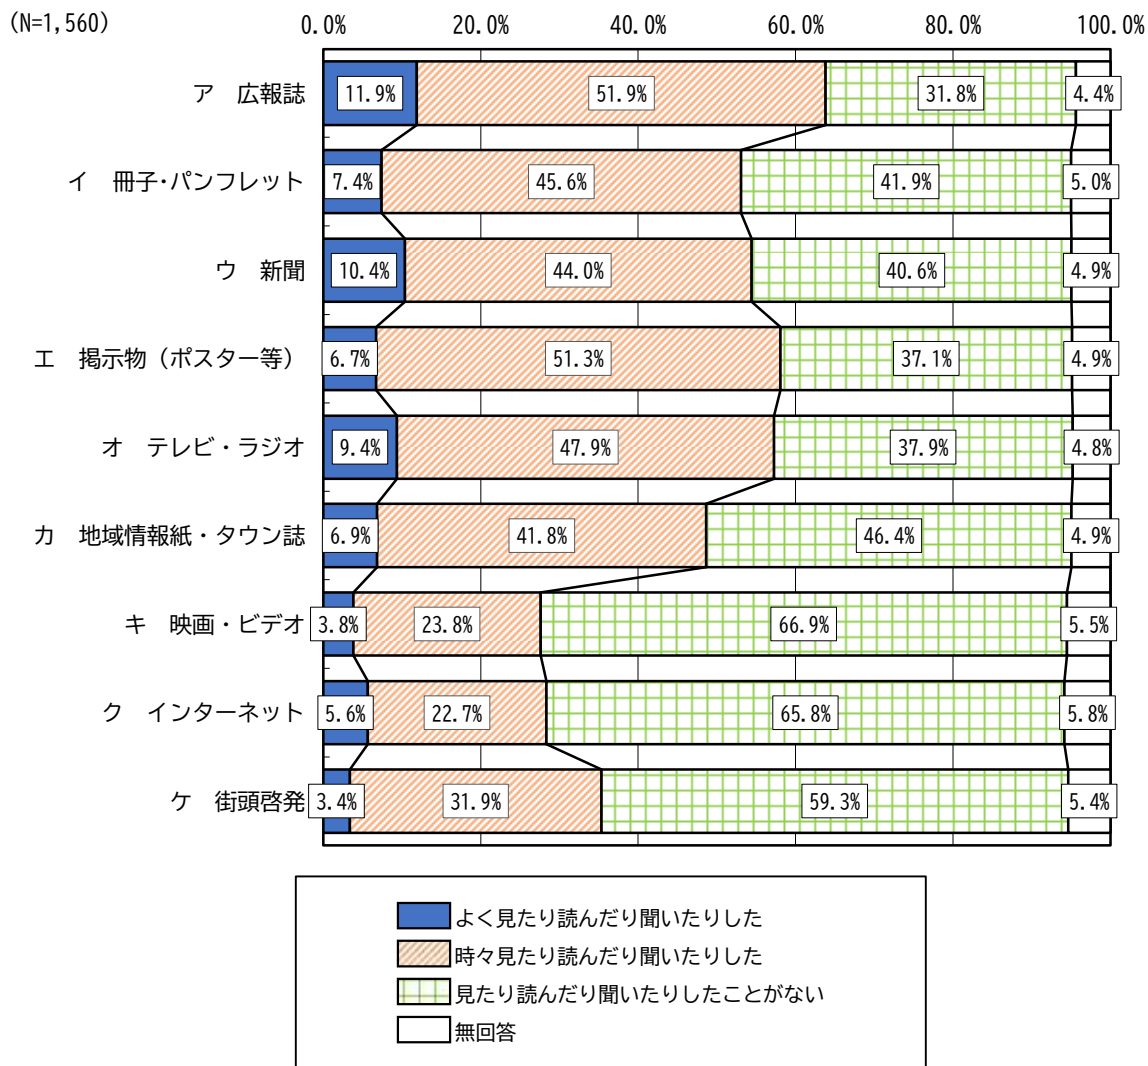 (N=1,560)
0.0% 20.0% 40.0% 60.0% 80.0% 100.0%
ア　広報誌 11.9% 51.9% 31.8% 4.4%
イ　冊子・パンフレット 7.4% 45.6% 41.9% 5.0%
ウ　新聞 10.4% 44.0% 40.6% 4.9%
エ　掲示物（ポスター等） 6.7% 51.3% 37.1% 4.9%
オ　テレビ・ラジオ 9.4% 47.9% 37.9% 4.8%
カ　地域情報紙・タウン誌 6.9% 41.8% 46.4% 4.9%
キ　映画・ビデオ 3.8% 23.8% 66.9% 5.5%
ク　インターネット 5.6% 22.7% 65.8% 5.8%
ケ　街頭啓発 3.4% 31.9% 59.3% 5.4%
よく見たり読んだり聞いたりした
時々見たり読んだり聞いたりした
見たり読んだり聞いたりしたことがない
無回答